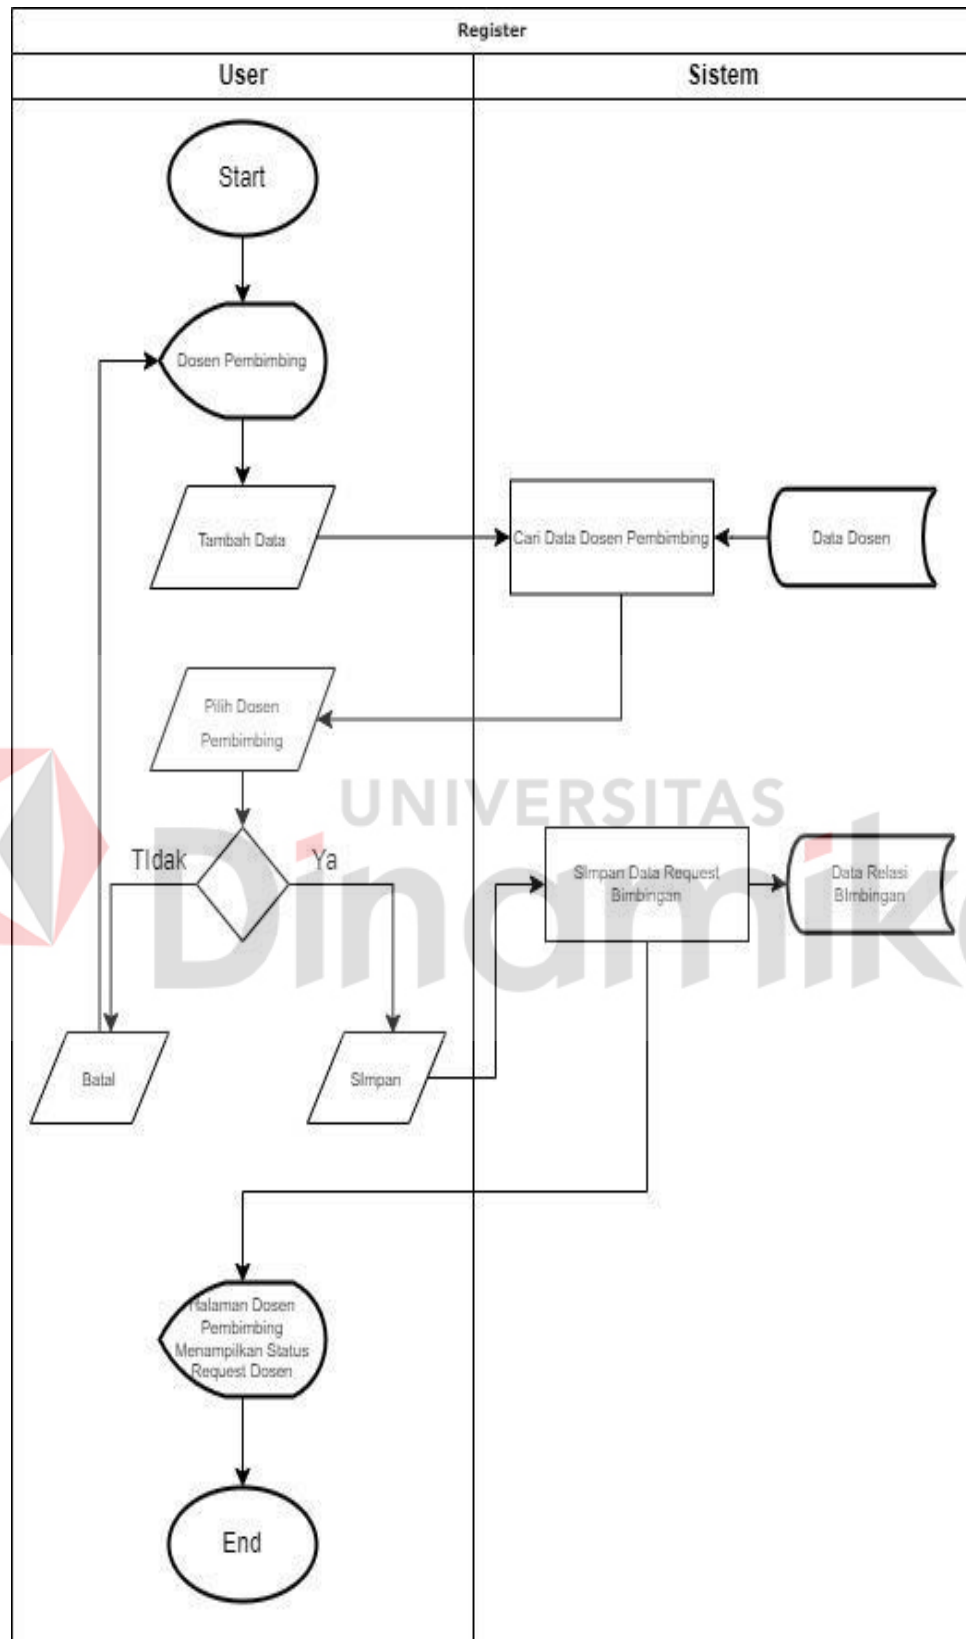 Register
User
Sistem
Start
Dosen Pembimbing
Tambah Data
Cari Data Dosen Pembimbing
Data Dosen
Pilih Dosen
Pembimbing
UNIVERSITAS
Dinamika
TIdak
Ya
SImpan Data Request
Bimbingan
Data Relasi
BImbingan
Batal
SImpan
Halaman Dosen
Pembimbing
Menampilkan Status
Request Dosen
End